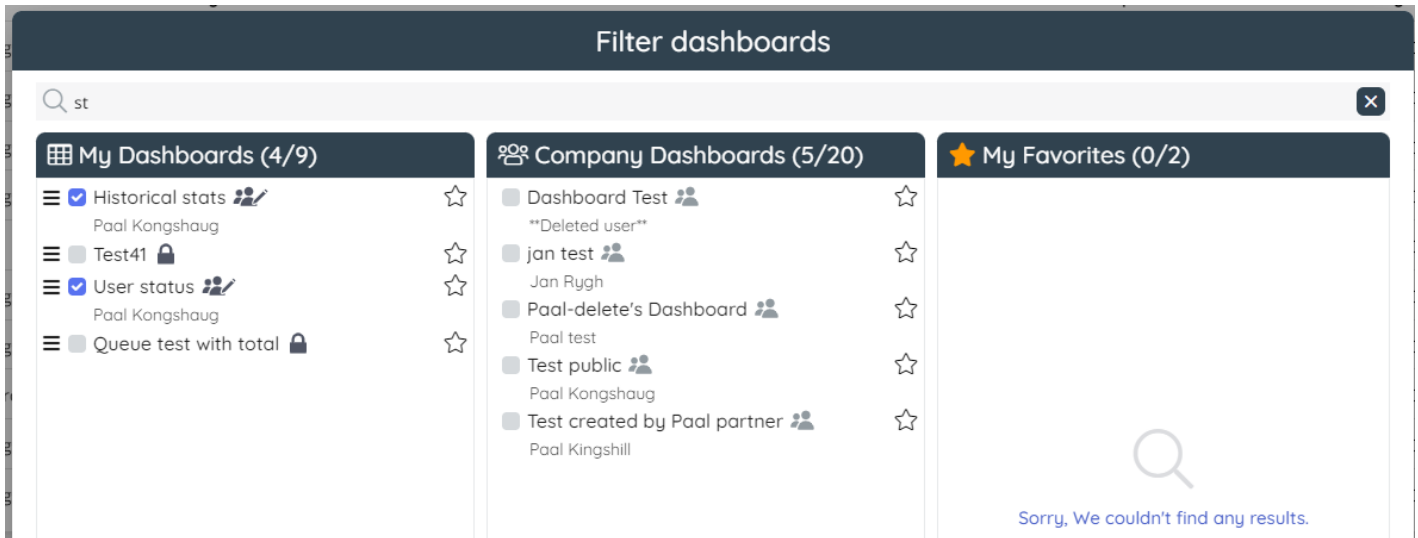 Filter dashboards
st
My Dashboards (4/9)
Historical stats
Paal Kongshaug
Test41
User status
Paal Kongshaug
Queue test with total
Company Dashboards (5/20)
Dashboard Test
**Deleted user**
jan test
Jan Rygh
Paal-delete's Dashboard
Paal test
Test public
Paal Kongshaug
Test created by Paal partner
Paal Kingshill
My Favorites (0/2)
Sorry, We couldn't find any results.